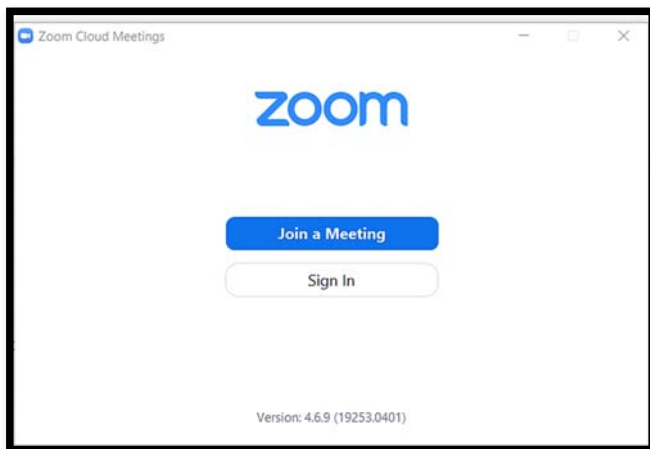 Zoom Cloud Meetings
zoom
Join a Meeting
Sign In
Version: 4.6.9 (19253.0401)